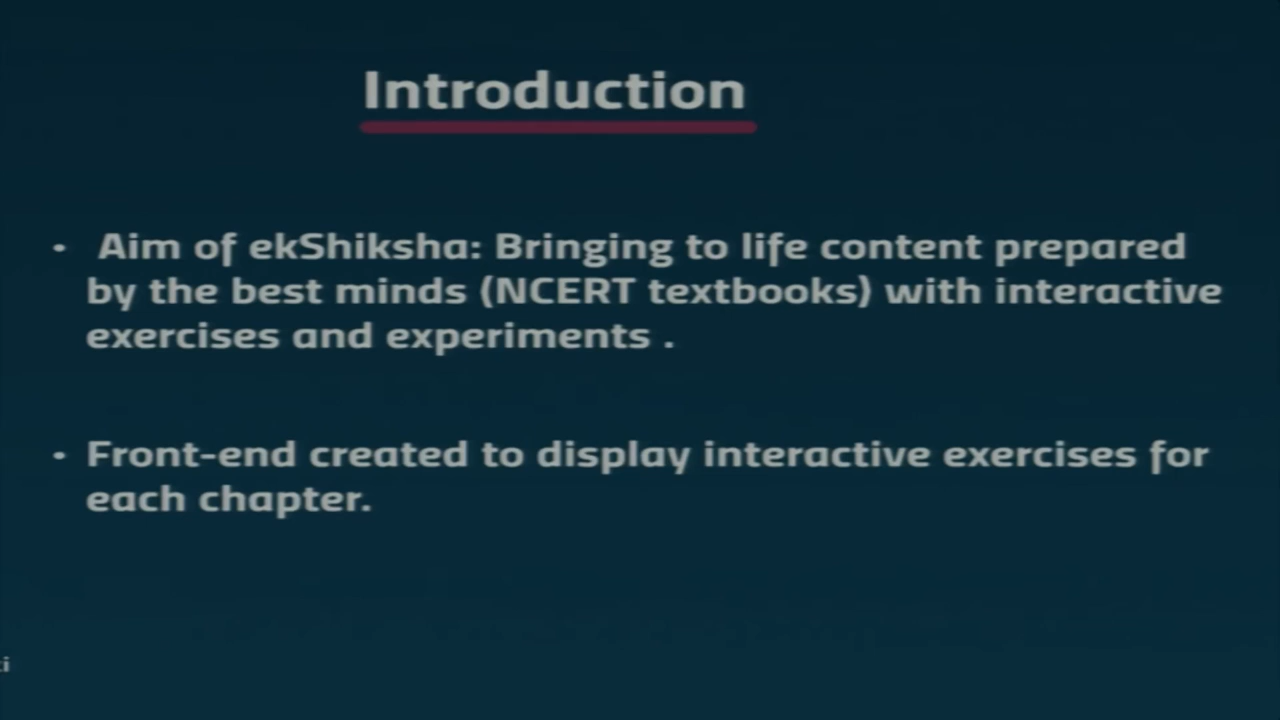 Introduction
• Aim of ekShiksha: Bringing to life content prepared
by the best minds (NCERT textbooks) with interactive
exercises and experiments .
• Front-end created to display interactive exercises for
each chapter.